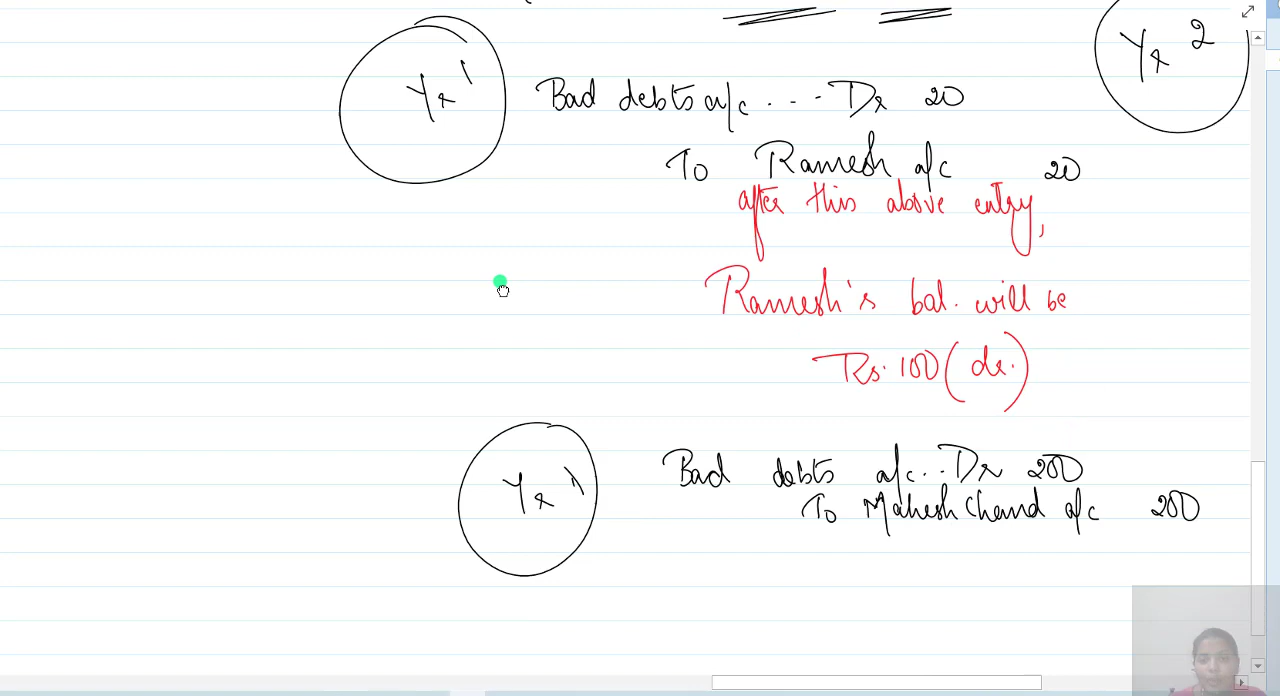 Yr 1
Yr 2
Bad debts a/c .... Dr 20
To Ramesh a/c 20
after this above entry,
Ramesh's bal. will be
Rs. 100 (dr.)
Yr 1
Bad debts a/c .. Dr 200
To Mahesh Chand a/c 200